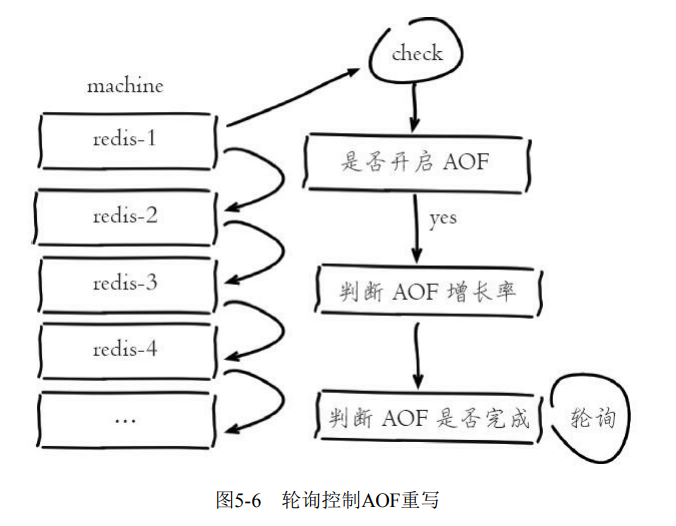 machine
redis-1
redis-2
redis-3
redis-4
...
check
是否开启 AOF
yes
判断 AOF 增长率
判断 AOF 是否完成
轮询
图5-6 轮询控制AOF重写